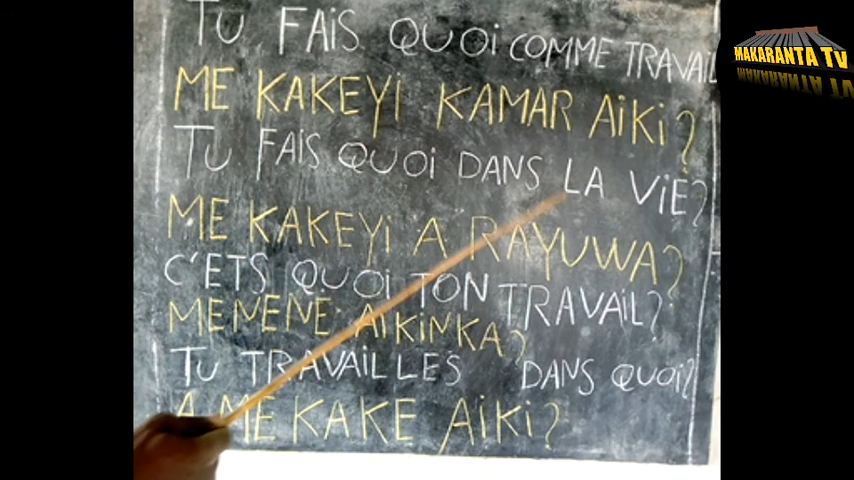 TU FAIS QUOI COMME TRAVAIL
ME KAKEYI KAMAR AIKI?
TU FAIS QUOI DANS LA VIE?
ME KAKEYI A RAYUWA?
C'ETS QUOI TON TRAVAIL?
MENENE AIKINKA?
TU TRAVAILLES DANS QUOI?
A ME KAKE AIKI?
MAKARANTA TV